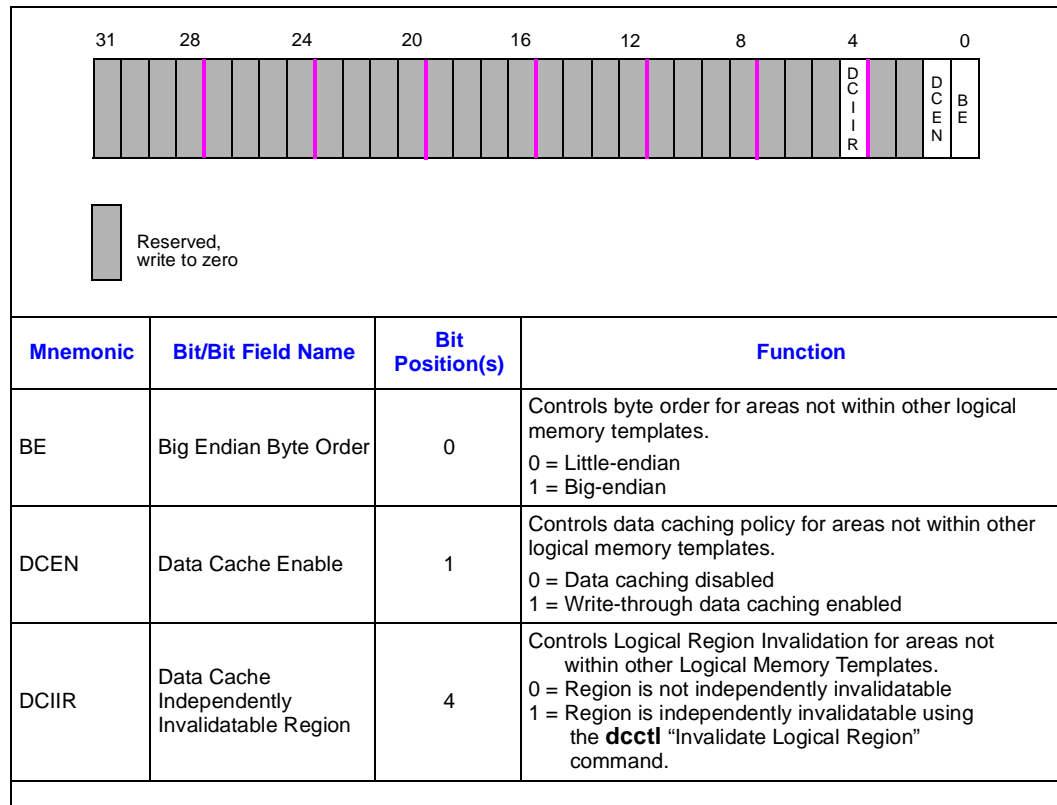 31 28 24 20 16 12 8 4 0
DCIIR DCEN BE
Reserved,
write to zero
Mnemonic Bit/Bit Field Name Bit Position(s) Function
BE Big Endian Byte Order 0
Controls byte order for areas not within other logical
memory templates.
0 = Little-endian
1 = Big-endian
DCEN Data Cache Enable 1
Controls data caching policy for areas not within other
logical memory templates.
0 = Data caching disabled
1 = Write-through data caching enabled
DCIIR
Data Cache
Independently
Invalidatable Region
4
Controls Logical Region Invalidation for areas not
within other Logical Memory Templates.
0 = Region is not independently invalidatable
1 = Region is independently invalidatable using
the dcctl “Invalidate Logical Region”
command.